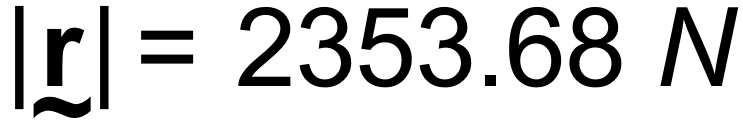 |r̰| = 2353.68 N